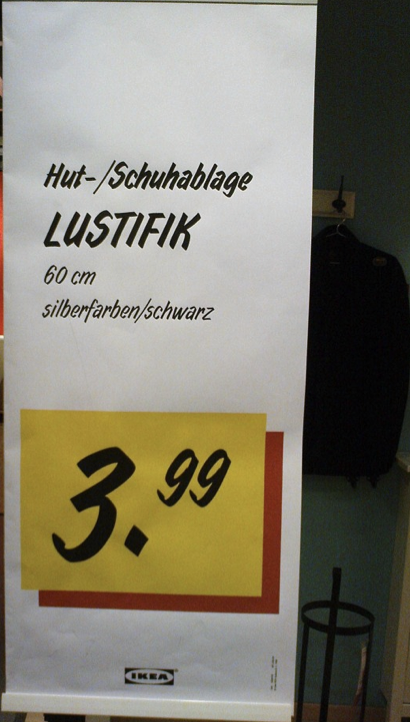 Hut-/Schuhablage
LUSTIFIK
60 cm
silberfarben/schwarz
3.99
IKEA